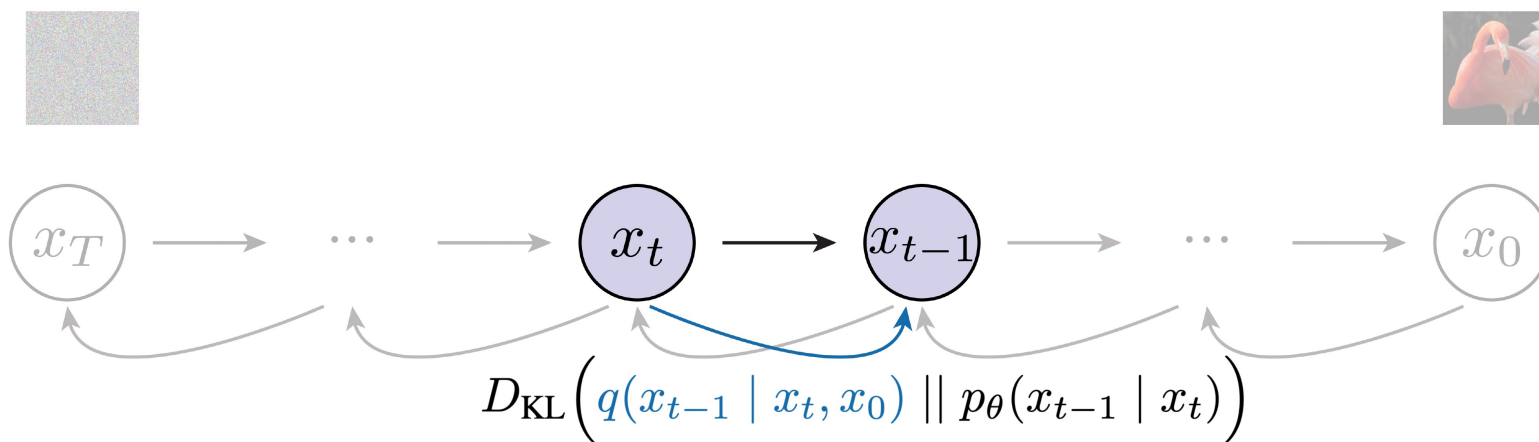 x_T ··· x_t x_{t−1} ··· x_0
D_KL(q(x_{t−1} | x_t, x_0) || p_θ(x_{t−1} | x_t))